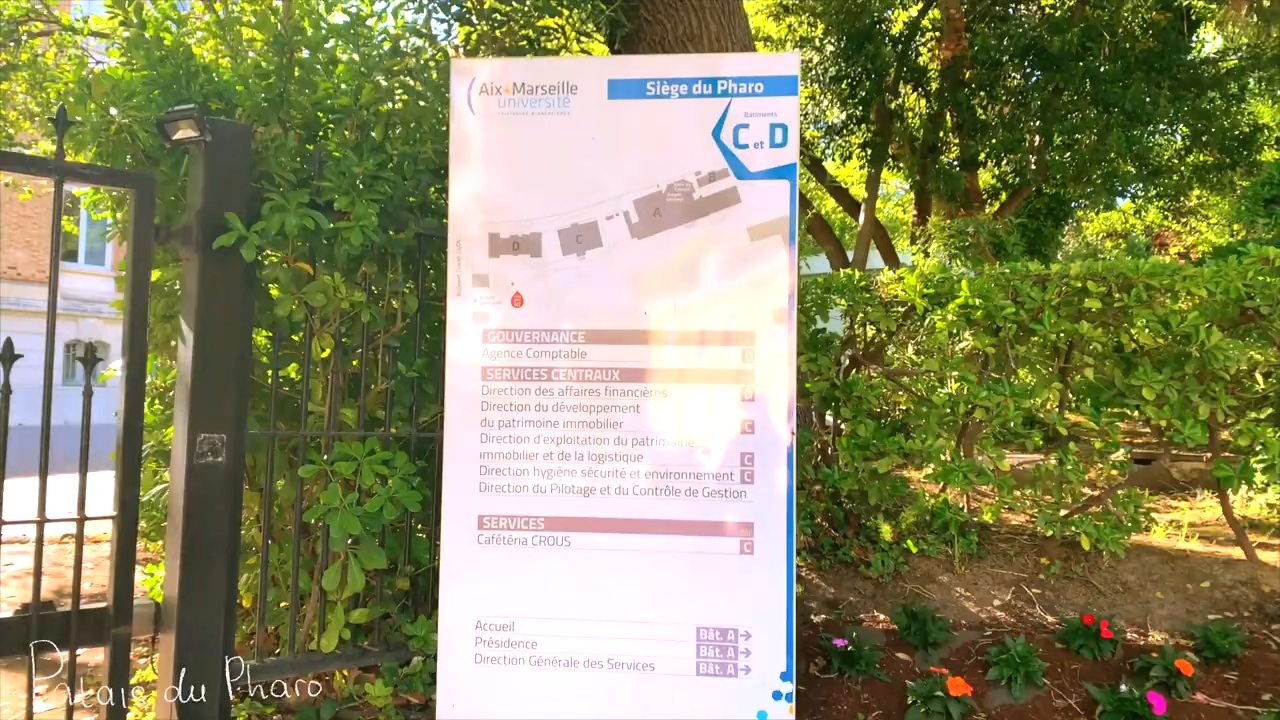 Aix Marseille
université
Siège du Pharo
Bâtiments
C et D
B
A
C
D
GOUVERNANCE
Agence Comptable D
SERVICES CENTRAUX
Direction des affaires financières D
Direction du développement
du patrimoine immobilier C
Direction d'exploitation du patrimoine
immobilier et de la logistique C
Direction hygiène sécurité et environnement C
Direction du Pilotage et du Contrôle de Gestion
SERVICES
Cafétéria CROUS C
Accueil Bât. A →
Présidence Bât. A →
Direction Générale des Services Bât. A →
Palais du Pharo